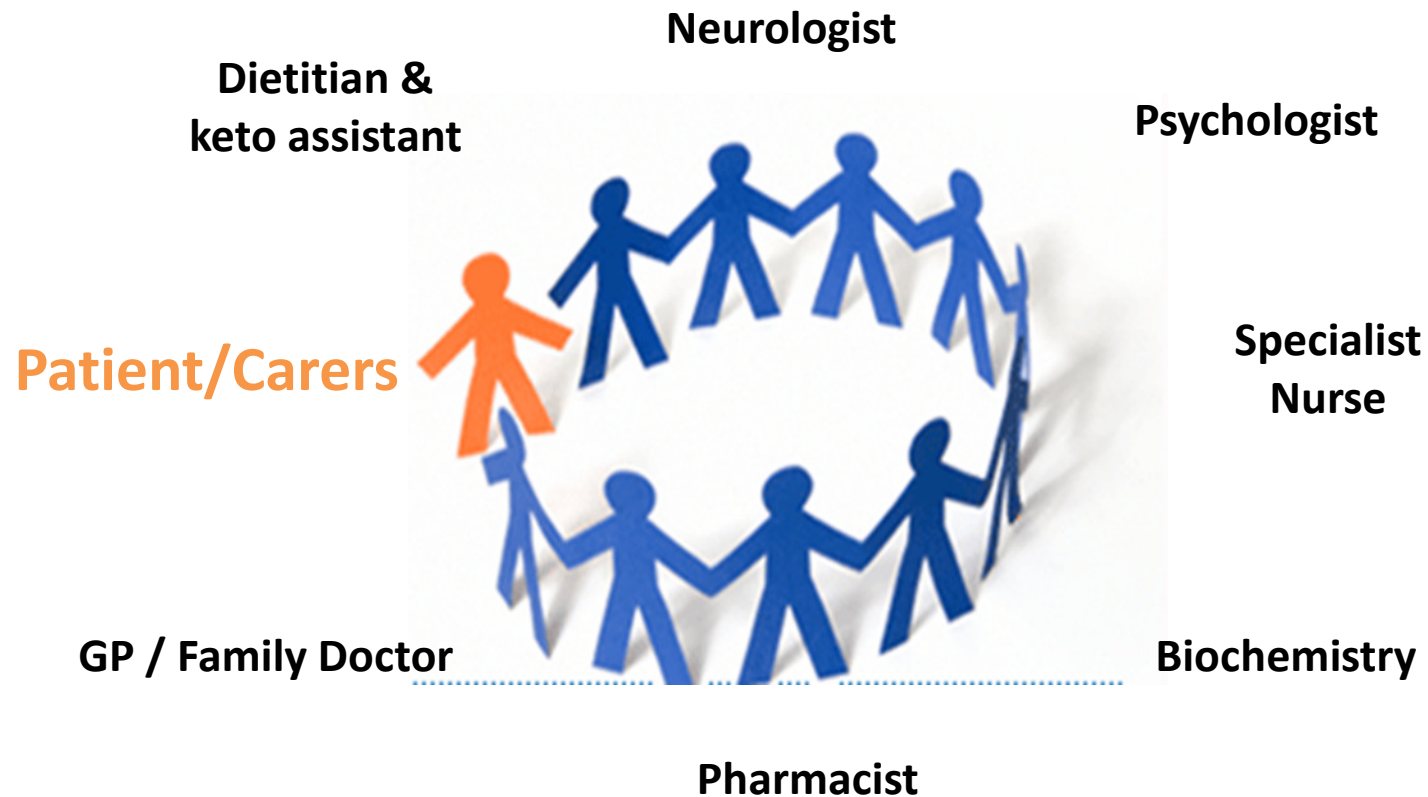 Neurologist
Dietitian &
keto assistant
Psychologist
Patient/Carers
Specialist
Nurse
GP / Family Doctor
Biochemistry
Pharmacist